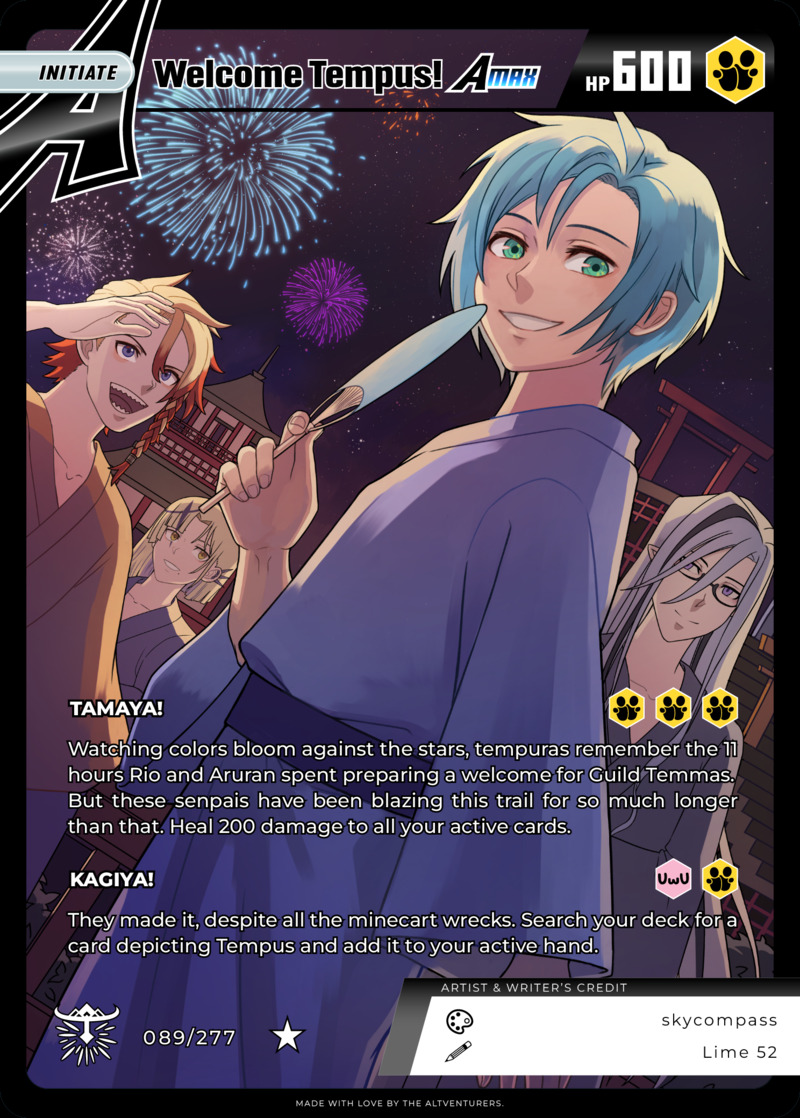 INITIATE
Welcome Tempus! AMAX
HP 600
TAMAYA!
Watching colors bloom against the stars, tempuras remember the 11
hours Rio and Aruran spent preparing a welcome for Guild Temmas.
But these senpais have been blazing this trail for so much longer
than that. Heal 200 damage to all your active cards.
KAGIYA!
UwU
They made it, despite all the minecart wrecks. Search your deck for a
card depicting Tempus and add it to your active hand.
ARTIST & WRITER'S CREDIT
skycompass
Lime 52
089/277
MADE WITH LOVE BY THE ALTVENTURERS.